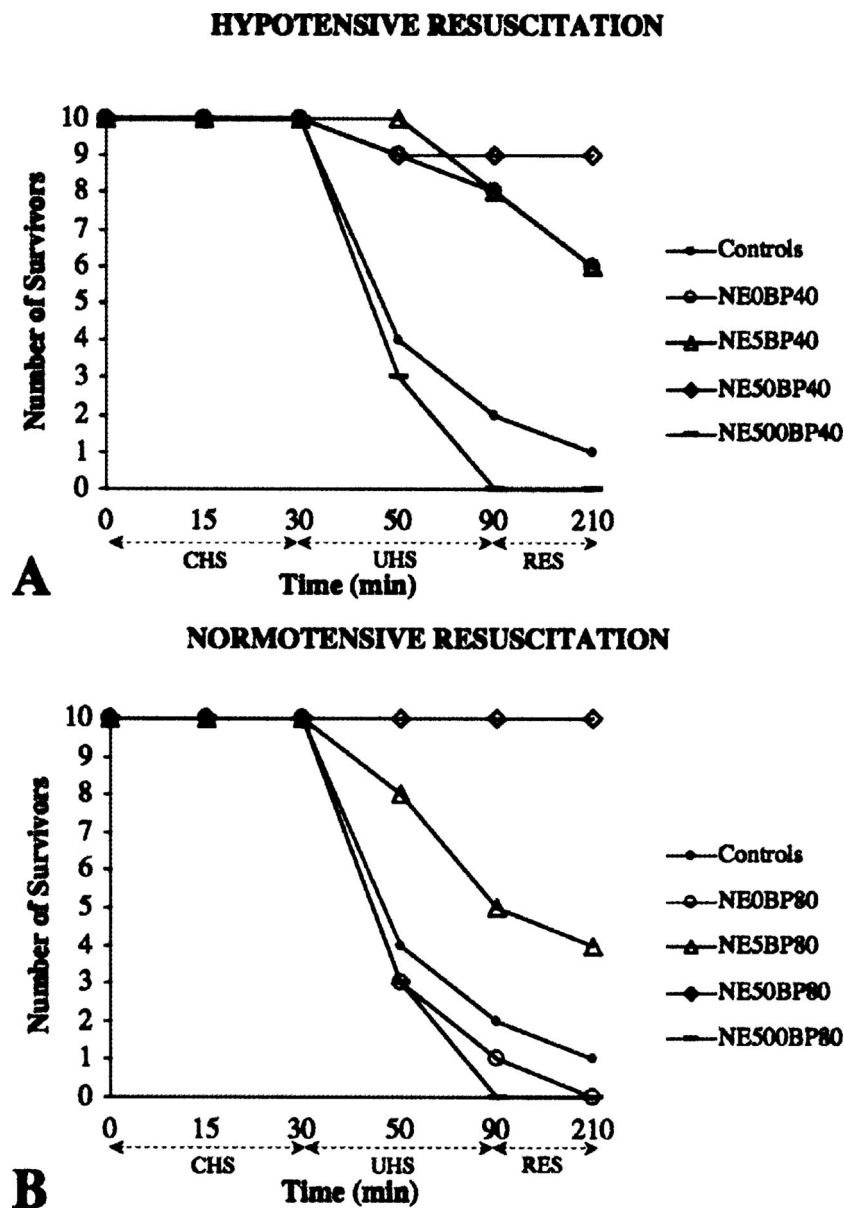 HYPOTENSIVE RESUSCITATION
10
9
8
7
6
5
4
3
2
1
0
Number of Survivors
0 15 30 50 90 210
CHS UHS RES
Time (min)
A
Controls
NE0BP40
NE5BP40
NE50BP40
NE500BP40
NORMOTENSIVE RESUSCITATION
10
9
8
7
6
5
4
3
2
1
0
Number of Survivors
0 15 30 50 90 210
CHS UHS RES
Time (min)
B
Controls
NE0BP80
NE5BP80
NE50BP80
NE500BP80